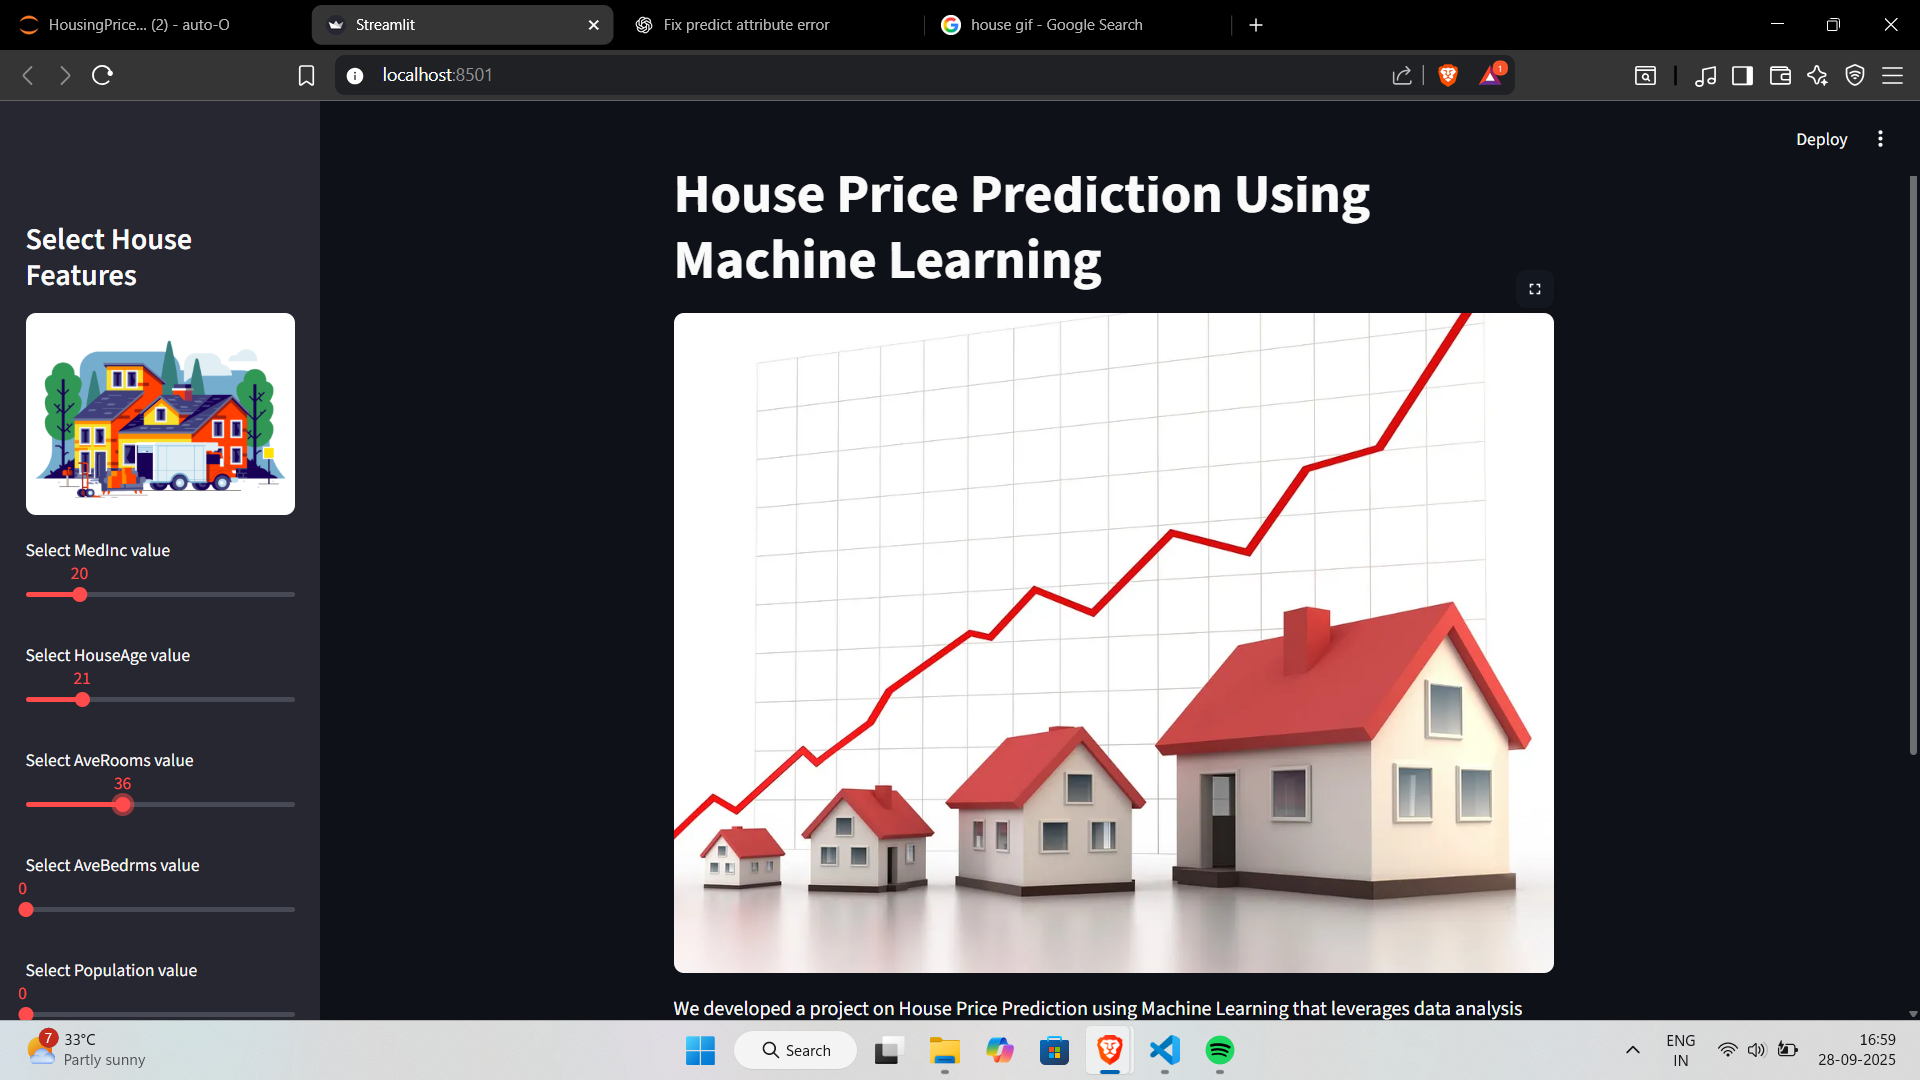 HousingPrice... (2) - auto-O
Streamlit
Fix predict attribute error
house gif - Google Search
localhost:8501
1
Deploy
Select House
Features
Select MedInc value
20
Select HouseAge value
21
Select AveRooms value
36
Select AveBedrms value
0
Select Population value
0
House Price Prediction Using
Machine Learning
We developed a project on House Price Prediction using Machine Learning that leverages data analysis
7
33°C
Partly sunny
Search
ENG
IN
16:59
28-09-2025